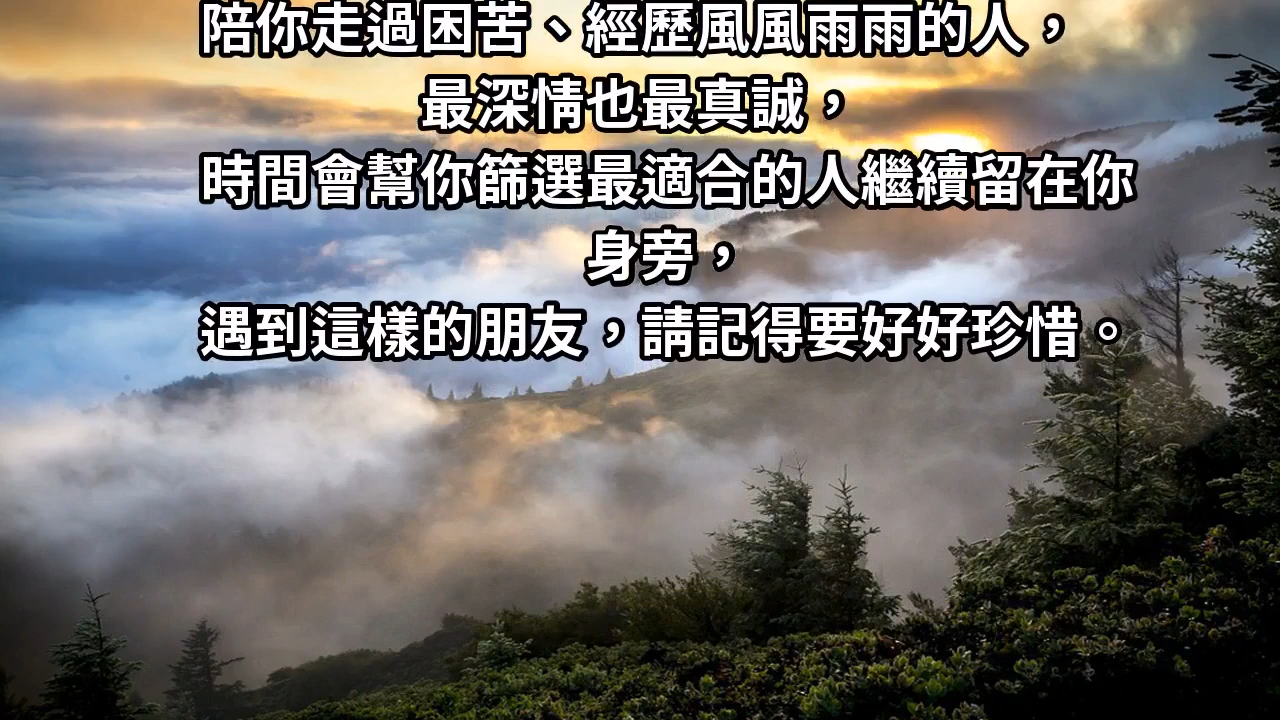 陪你走過困苦、經歷風風雨雨的人，
最深情也最真誠，
時間會幫你篩選最適合的人繼續留在你
身旁，
遇到這樣的朋友，請記得要好好珍惜。